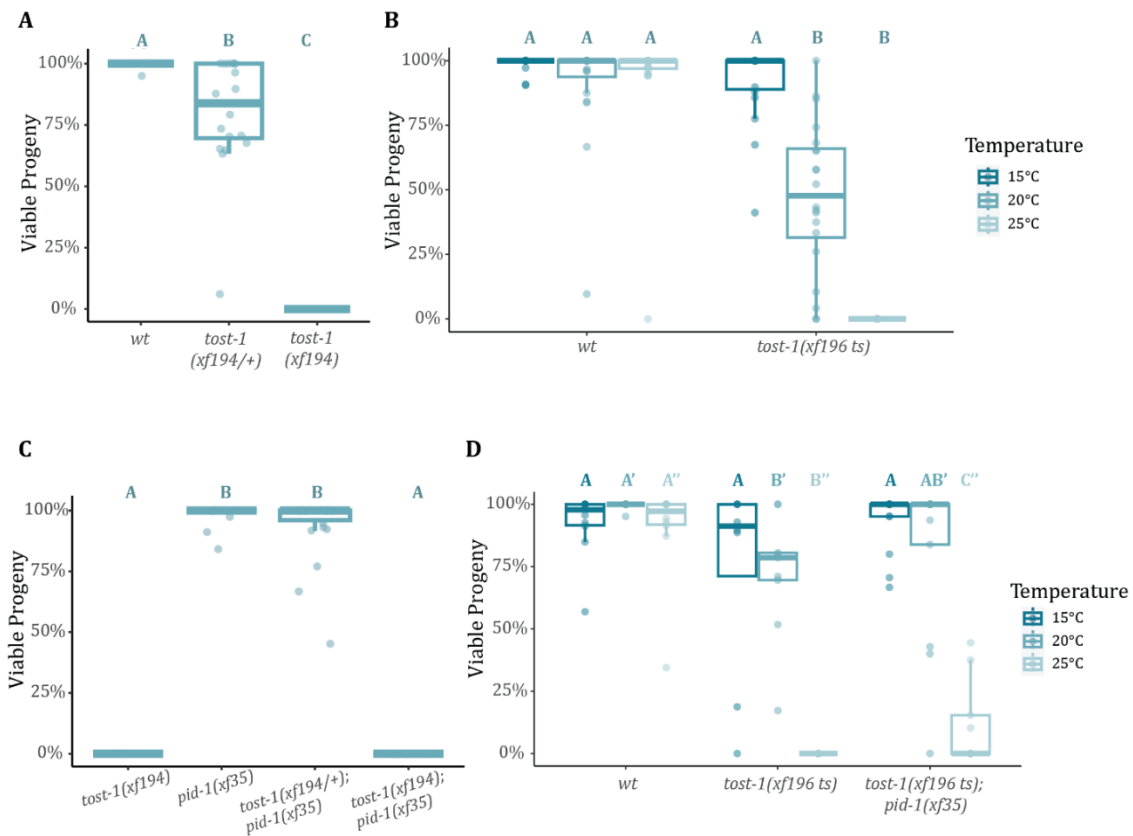 A
A B C
Viable Progeny
100%
75%
50%
25%
0%
wt
tost-1
(xf194/+)
tost-1
(xf194)
B
A A A A B B
Viable Progeny
100%
75%
50%
25%
0%
wt
tost-1(xf196 ts)
Temperature
15°C
20°C
25°C
C
A B B A
Viable Progeny
100%
75%
50%
25%
0%
tost-1(xf194)
pid-1(xf35)
tost-1(xf194/+);
pid-1(xf35)
tost-1(xf194);
pid-1(xf35)
D
A A' A'' A B' B'' A AB' C''
Viable Progeny
100%
75%
50%
25%
0%
wt
tost-1(xf196 ts)
tost-1(xf196 ts);
pid-1(xf35)
Temperature
15°C
20°C
25°C